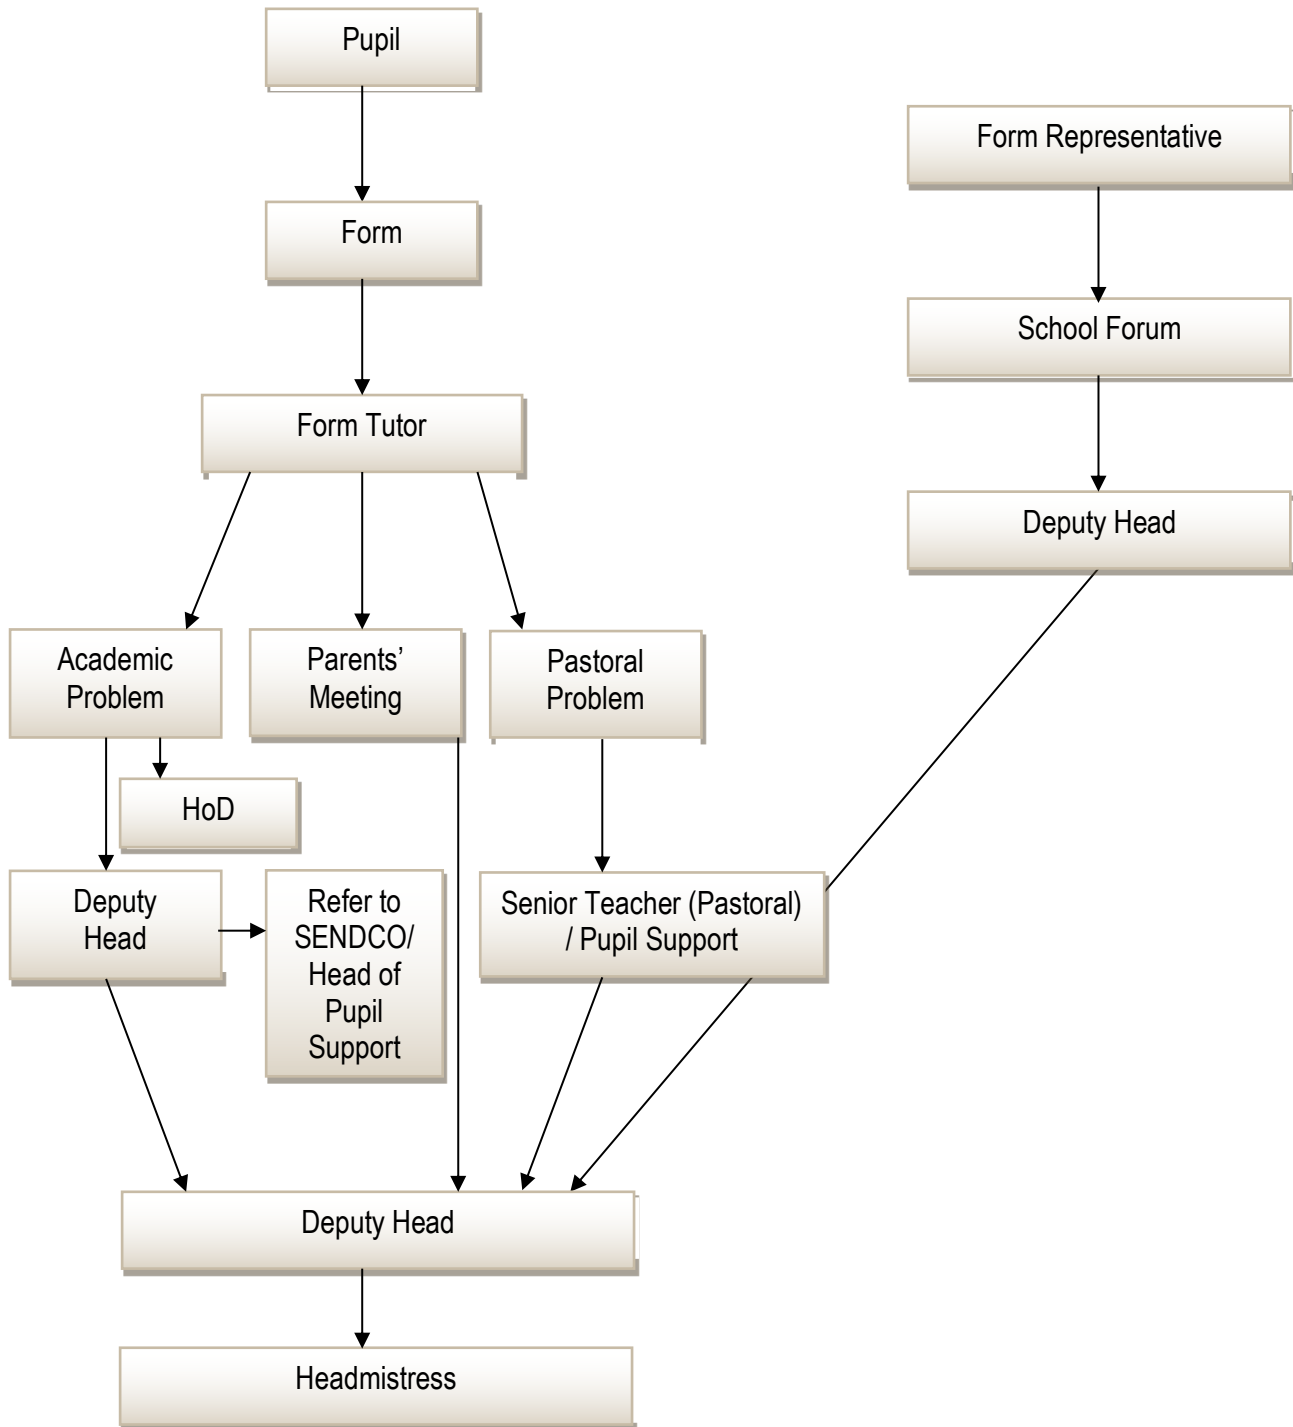 Pupil
Form Representative
Form
School Forum
Form Tutor
Deputy Head
Academic
Problem
Parents’
Meeting
Pastoral
Problem
HoD
Deputy
Head
Refer to
SENDCO/
Head of
Pupil
Support
Senior Teacher (Pastoral)
/ Pupil Support
Deputy Head
Headmistress